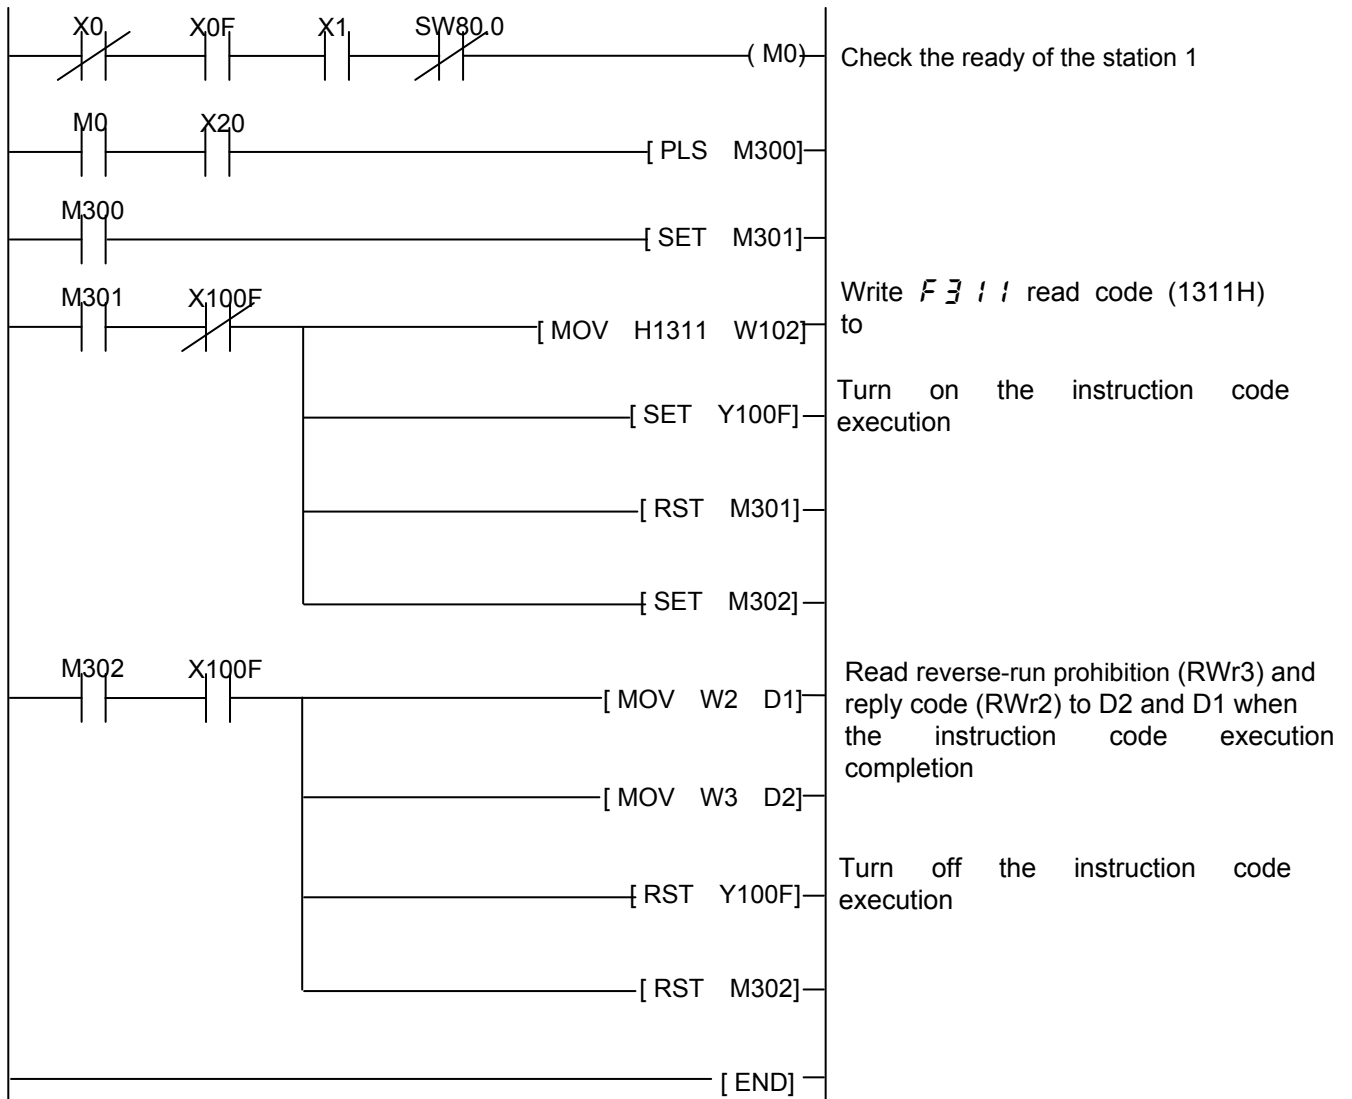 X0 X0F X1 SW80.0
( M0) Check the ready of the station 1
M0 X20
[ PLS M300]
M300
[ SET M301]
M301 X100F
Write F311 read code (1311H)
[ MOV H1311 W102] to
Turn on the instruction code
[ SET Y100F] execution
[ RST M301]
[ SET M302]
M302 X100F
Read reverse-run prohibition (RWr3) and
[ MOV W2 D1] reply code (RWr2) to D2 and D1 when
the instruction code execution
completion
[ MOV W3 D2]
Turn off the instruction code
[ RST Y100F] execution
[ RST M302]
[ END]